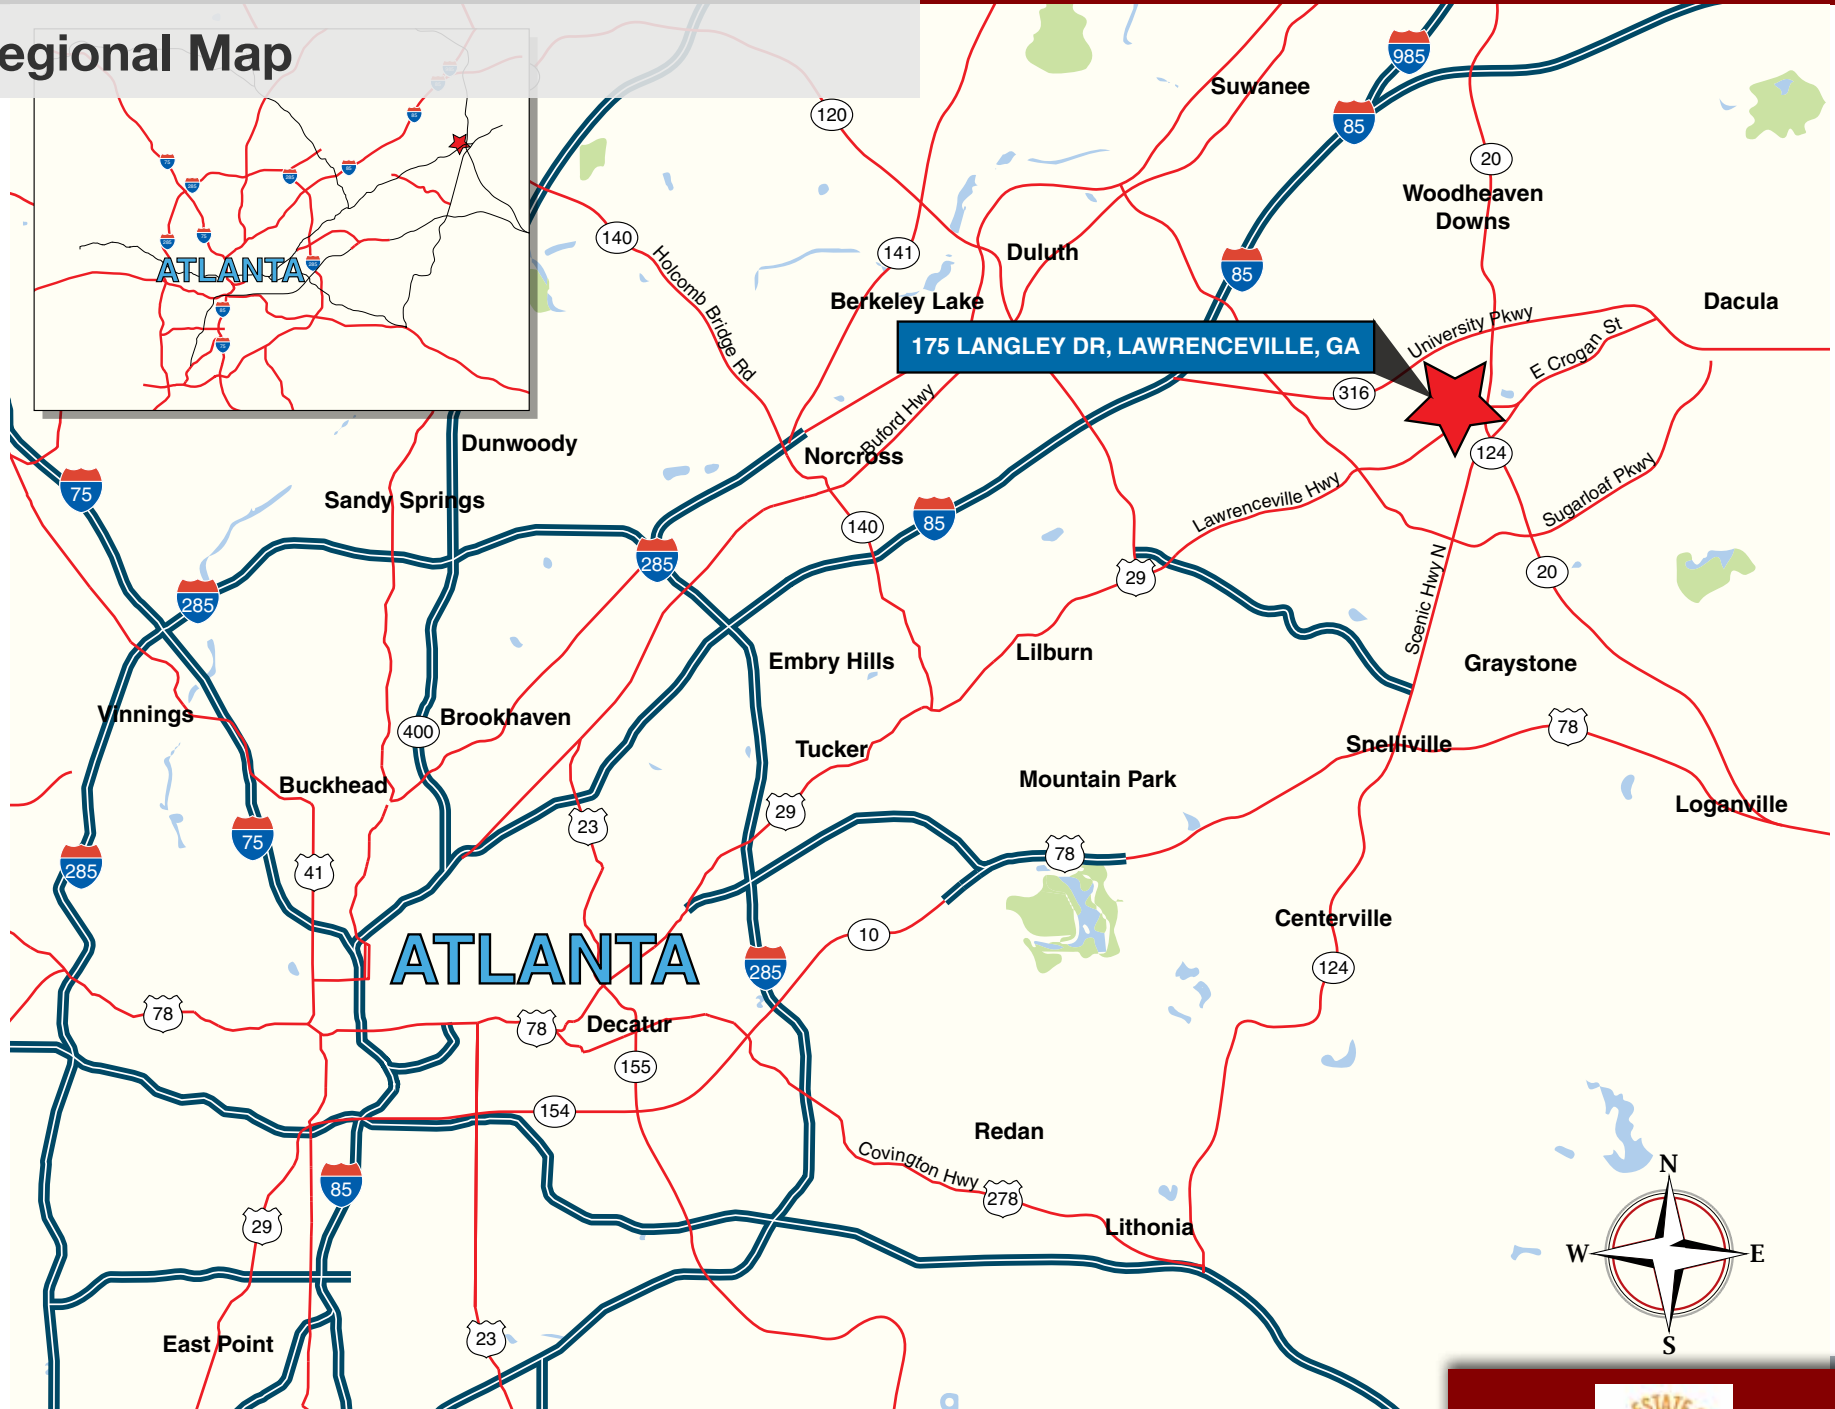 egional Map
985
Suwanee
85
120
20
Woodheaven
Downs
140
141
Duluth
85
Holcomb Bridge Rd
Berkeley Lake
Dacula
University Pkwy
175 LANGLEY DR, LAWRENCEVILLE, GA
E Crogan St
316
ATLANTA
Buford Hwy
Dunwoody
Norcross
124
75
Sandy Springs
Lawrenceville Hwy
Sugarloaf Pkwy
140
85
285
29
20
285
Scenic Hwy N
Embry Hills
Lilburn
Graystone
Vinnings
400
Brookhaven
78
Tucker
Snelliville
Buckhead
Mountain Park
Loganville
29
23
75
78
285
41
Centerville
10
ATLANTA
285
124
78
78
Decatur
155
154
Redan
Covington Hwy
N
85
278
29
Lithonia
W
E
23
East Point
S